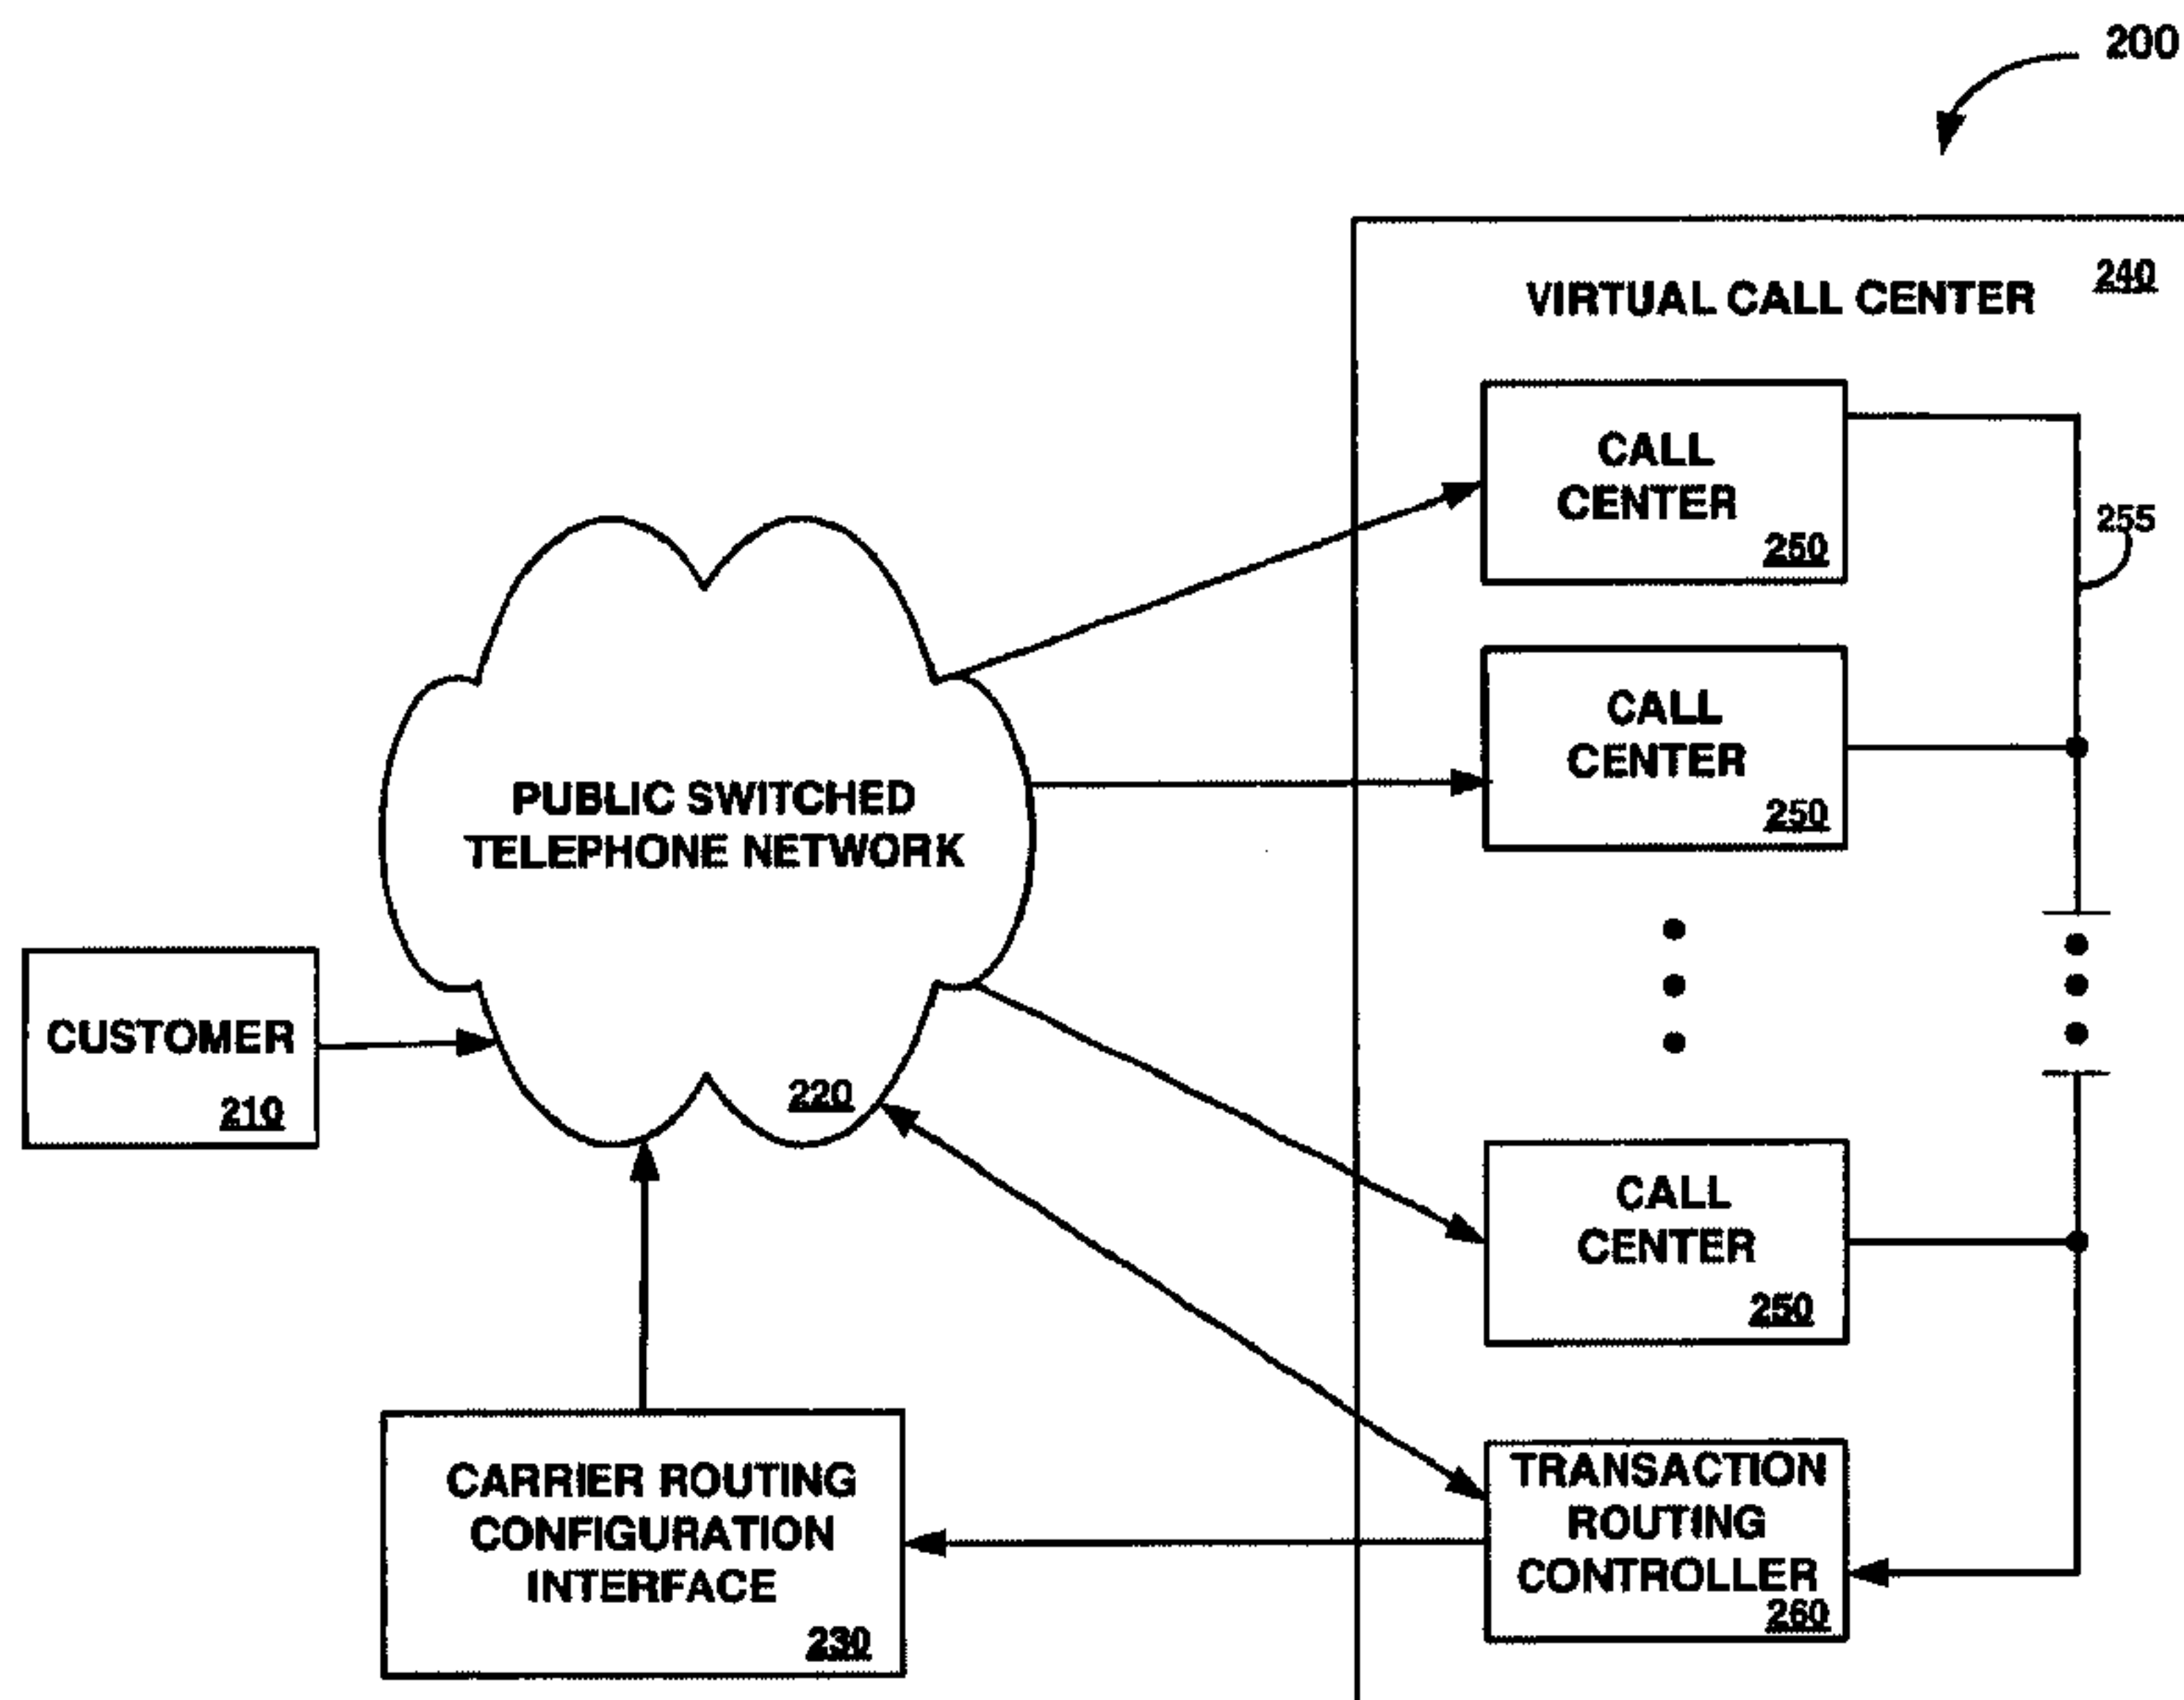 200
VIRTUAL CALL CENTER
240
CALL
CENTER
250
255
CALL
CENTER
250
PUBLIC SWITCHED
TELEPHONE NETWORK
220
CUSTOMER
210
CALL
CENTER
250
CARRIER ROUTING
CONFIGURATION
INTERFACE
230
TRANSACTION
ROUTING
CONTROLLER
260